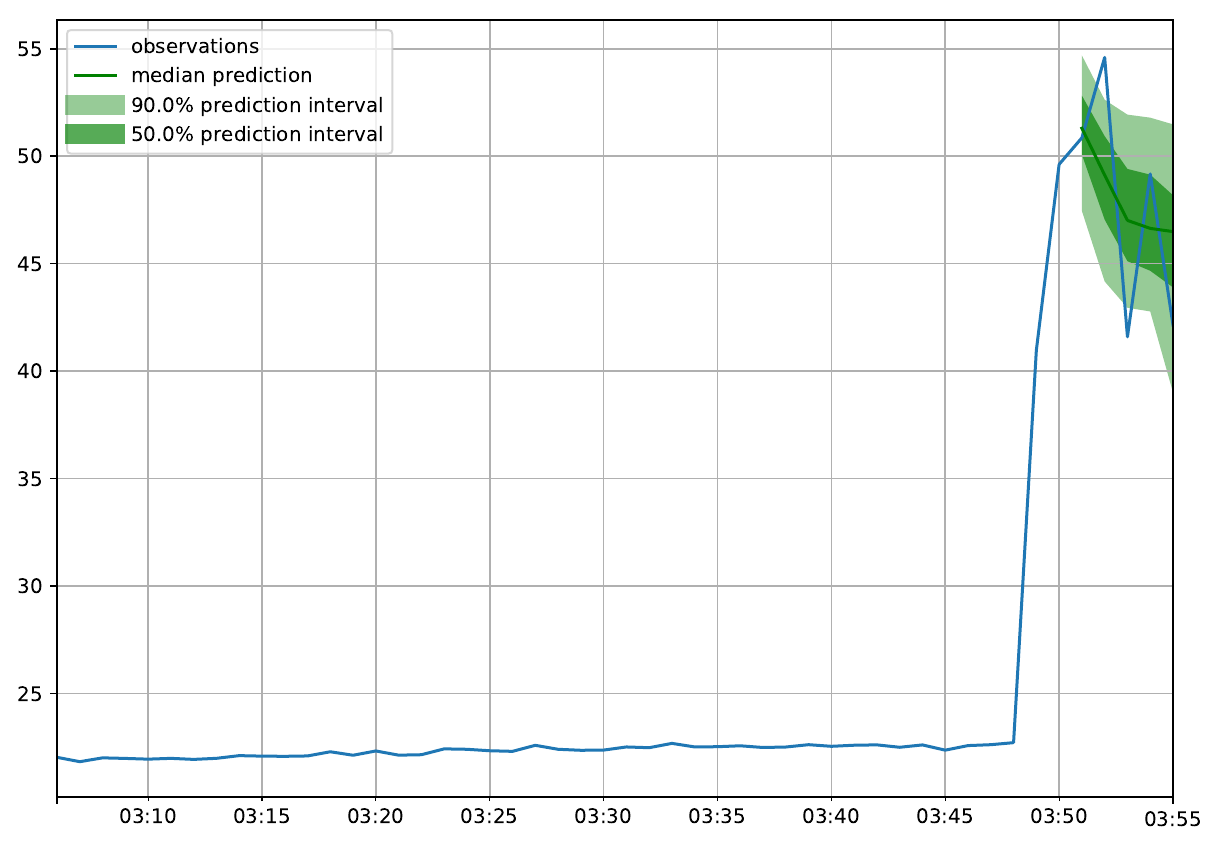 observations
median prediction
90.0% prediction interval
50.0% prediction interval
55
50
45
40
35
30
25
03:10 03:15 03:20 03:25 03:30 03:35 03:40 03:45 03:50 03:55